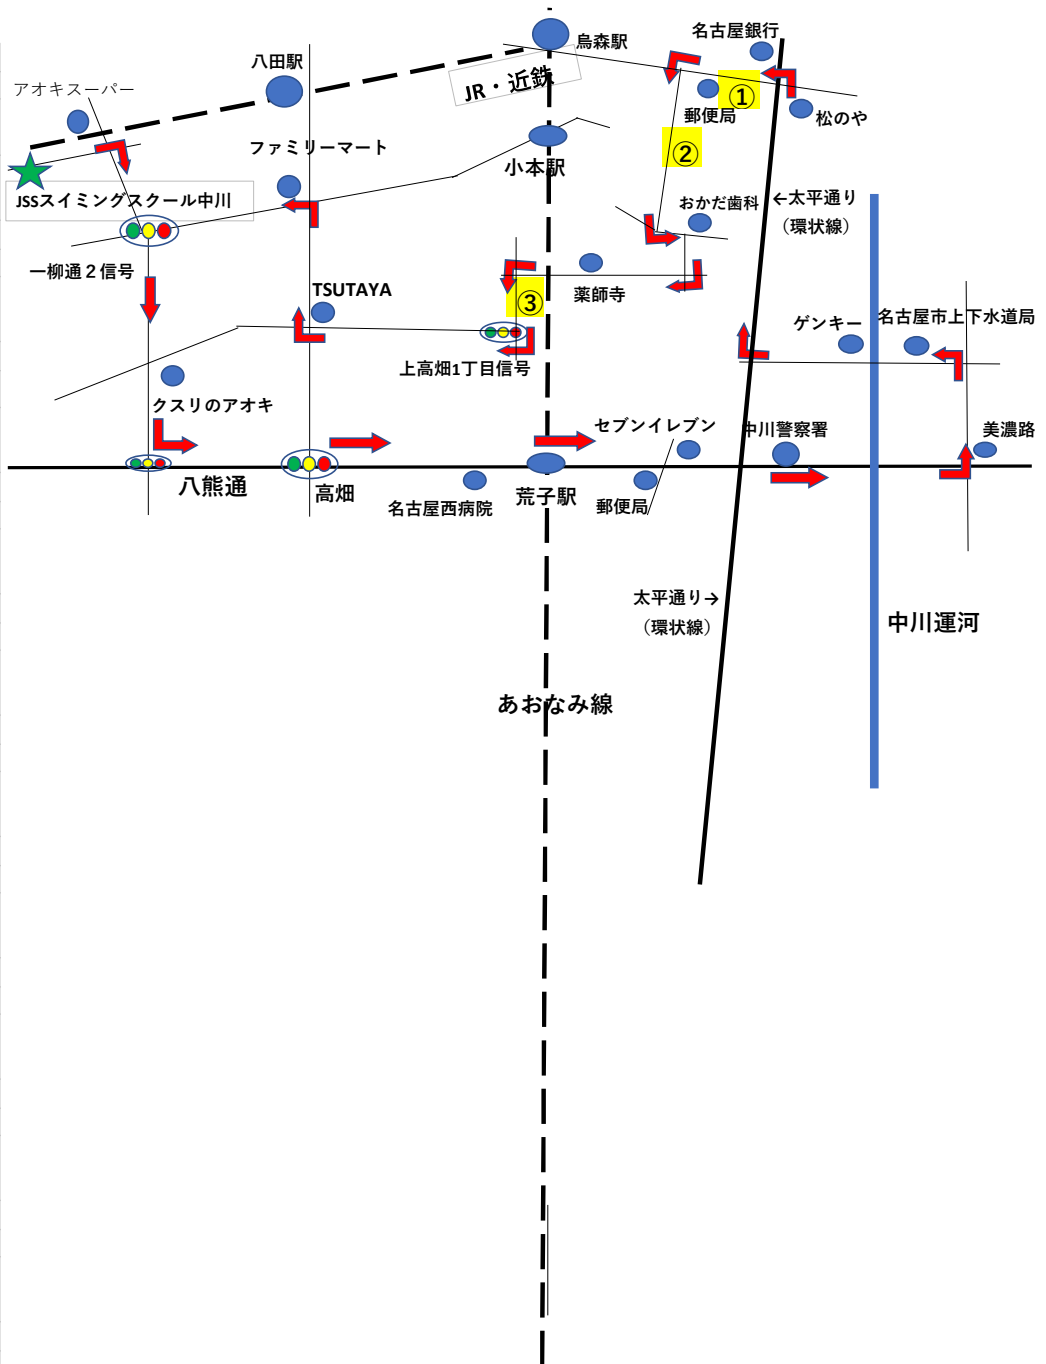 名古屋銀行
烏森駅
八田駅
JR・近鉄
アオキスーパー
①
郵便局
松のや
ファミリーマート
②
小本駅
JSSスイミングスクール中川
おかだ歯科
←太平通り
（環状線）
一柳通２信号
TSUTAYA
薬師寺
③
ゲンキー
名古屋市上下水道局
上高畑1丁目信号
クスリのアオキ
セブンイレブン
中川警察署
美濃路
八熊通
高畑
名古屋西病院
荒子駅
郵便局
太平通り→
（環状線）
中川運河
あおなみ線